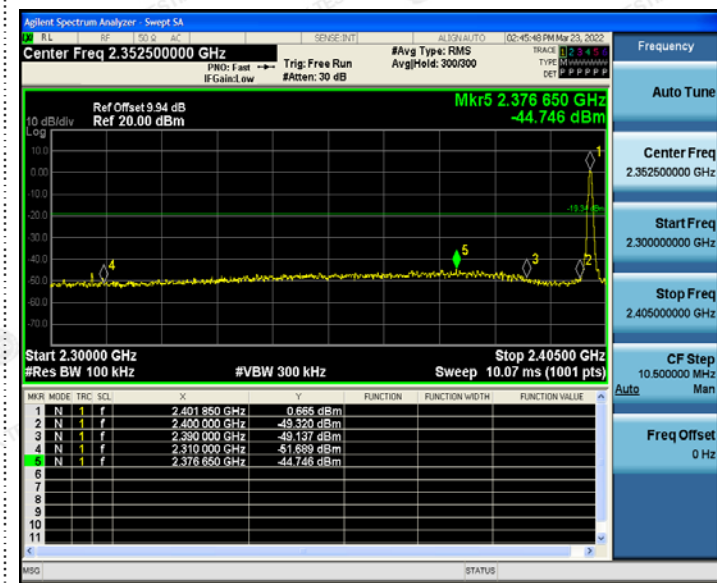 Agilent Spectrum Analyzer - Swept SA
RL RF 50 Ω AC SENSE:INT ALIGNAUTO 02:45:46 PM Mar 23, 2022
Center Freq 2.352500000 GHz
PNO: Fast
IFGain:Low
Trig: Free Run
#Atten: 30 dB
#Avg Type: RMS
Avg|Hold: 300/300
TRACE 1 2 3 4 5 6
TYPE M
DET P P P P P P
Ref Offset 9.94 dB
Ref 20.00 dBm
10 dB/div
Log
Mkr5 2.376 650 GHz
-44.746 dBm
10.0
0.00
-10.0
-20.0
-30.0
-40.0
-50.0
-60.0
-70.0
1
2
3
4
5
Start 2.30000 GHz
#Res BW 100 kHz
#VBW 300 kHz
Stop 2.40500 GHz
Sweep 10.07 ms (1001 pts)
MKR MODE TRC SCL X Y FUNCTION FUNCTION WIDTH FUNCTION VALUE
1 N 1 f 2.401 850 GHz 0.665 dBm
2 N 1 f 2.400 000 GHz -49.320 dBm
3 N 1 f 2.390 000 GHz -49.137 dBm
4 N 1 f 2.310 000 GHz -51.689 dBm
5 N 1 f 2.376 650 GHz -44.746 dBm
6
7
8
9
10
11
MSG STATUS
Frequency
Auto Tune
Center Freq
2.352500000 GHz
Start Freq
2.300000000 GHz
Stop Freq
2.405000000 GHz
CF Step
10.500000 MHz
Auto Man
Freq Offset
0 Hz